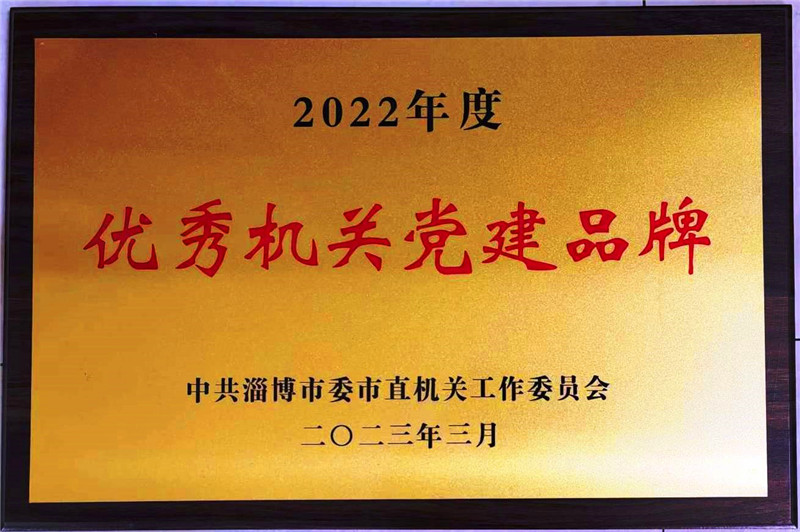 2022年度
优秀机关党建品牌
中共淄博市委市直机关工作委员会
二〇二三年三月